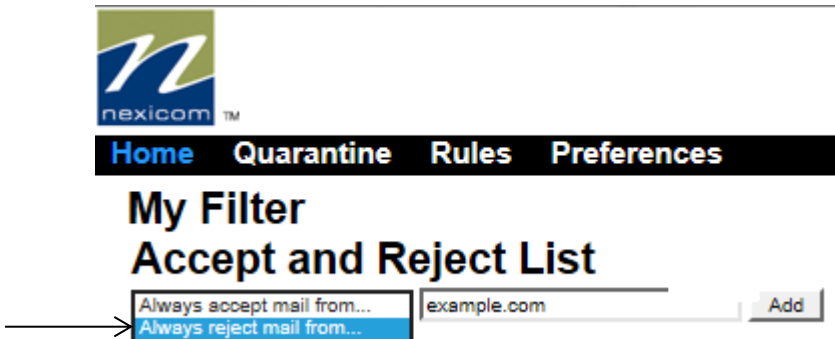 nexicom TM
Home Quarantine Rules Preferences
My Filter
Accept and Reject List
Always accept mail from... example.com Add
Always reject mail from...